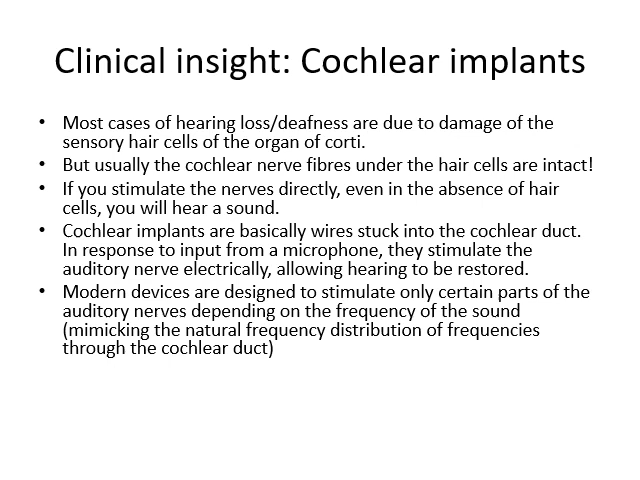 Clinical insight: Cochlear implants
• Most cases of hearing loss/deafness are due to damage of the
sensory hair cells of the organ of corti.
• But usually the cochlear nerve fibres under the hair cells are intact!
• If you stimulate the nerves directly, even in the absence of hair
cells, you will hear a sound.
• Cochlear implants are basically wires stuck into the cochlear duct.
In response to input from a microphone, they stimulate the
auditory nerve electrically, allowing hearing to be restored.
• Modern devices are designed to stimulate only certain parts of the
auditory nerves depending on the frequency of the sound
(mimicking the natural frequency distribution of frequencies
through the cochlear duct)